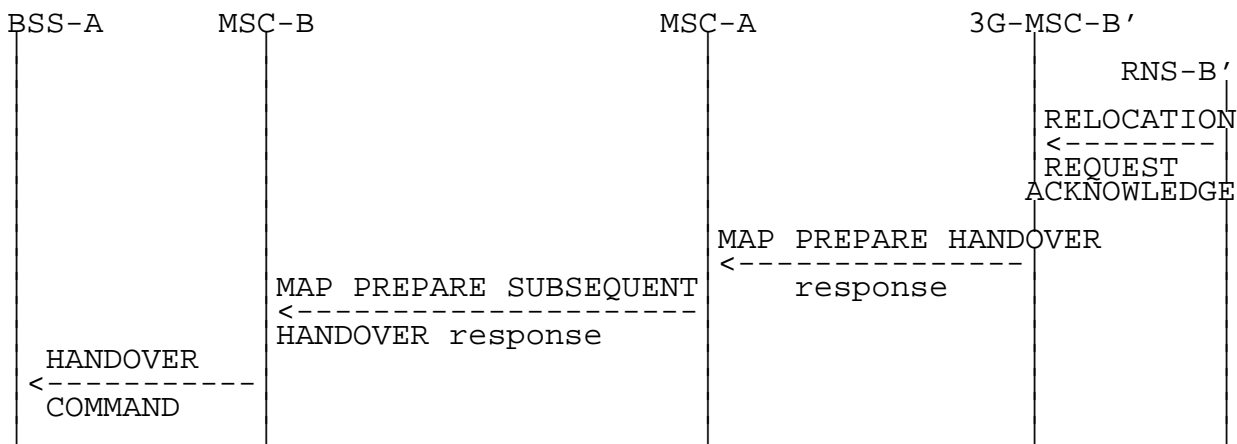 BSS-A MSC-B MSC-A 3G-MSC-B'
RNS-B'
RELOCATION
REQUEST
ACKNOWLEDGE
MAP PREPARE HANDOVER
response
MAP PREPARE SUBSEQUENT
HANDOVER response
HANDOVER
COMMAND